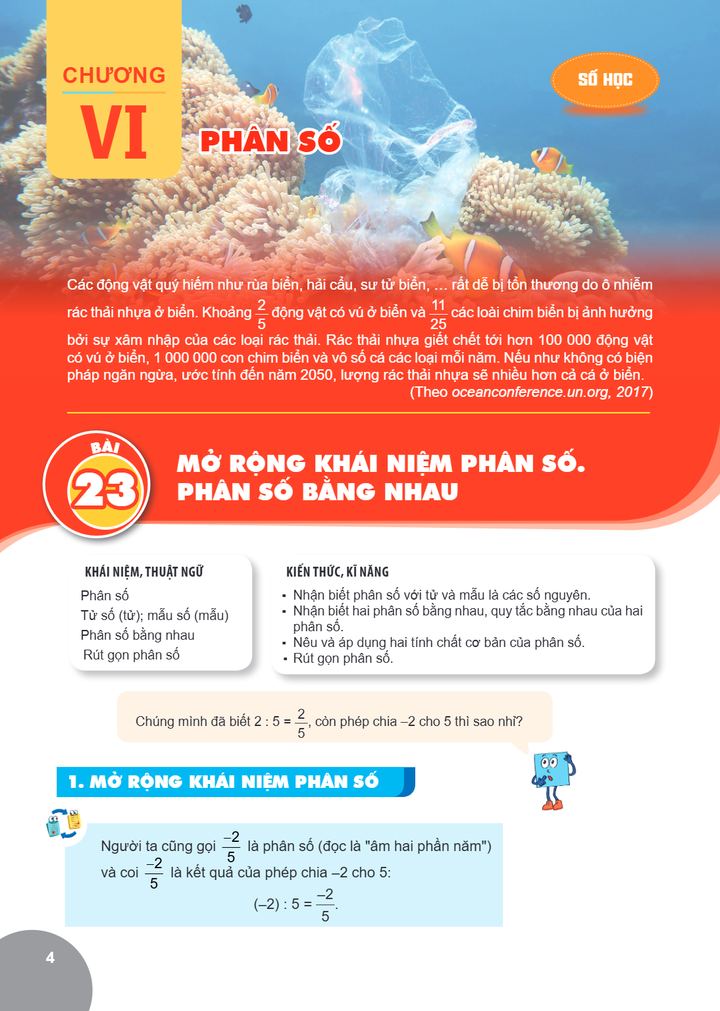 CHƯƠNG
VI
PHÂN SỐ
SỐ HỌC
Các động vật quý hiếm như rùa biển, hải cẩu, sư tử biển, … rất dễ bị tổn thương do ô nhiễm
rác thải nhựa ở biển. Khoảng 2/5 động vật có vú ở biển và 11/25 các loài chim biển bị ảnh hưởng
bởi sự xâm nhập của các loại rác thải. Rác thải nhựa giết chết tới hơn 100 000 động vật
có vú ở biển, 1 000 000 con chim biển và vô số cá các loại mỗi năm. Nếu như không có biện
pháp ngăn ngừa, ước tính đến năm 2050, lượng rác thải nhựa sẽ nhiều hơn cả cá ở biển.
(Theo oceanconference.un.org, 2017)
BÀI
23
MỞ RỘNG KHÁI NIỆM PHÂN SỐ.
PHÂN SỐ BẰNG NHAU
KHÁI NIỆM, THUẬT NGỮ
Phân số
Tử số (tử); mẫu số (mẫu)
Phân số bằng nhau
Rút gọn phân số
KIẾN THỨC, KĨ NĂNG
• Nhận biết phân số với tử và mẫu là các số nguyên.
• Nhận biết hai phân số bằng nhau, quy tắc bằng nhau của hai
phân số.
• Nêu và áp dụng hai tính chất cơ bản của phân số.
• Rút gọn phân số.
Chúng mình đã biết 2 : 5 = 2/5, còn phép chia –2 cho 5 thì sao nhỉ?
1. MỞ RỘNG KHÁI NIỆM PHÂN SỐ
Người ta cũng gọi –2/5 là phân số (đọc là "âm hai phần năm")
và coi –2/5 là kết quả của phép chia –2 cho 5:
(–2) : 5 = –2/5.
4